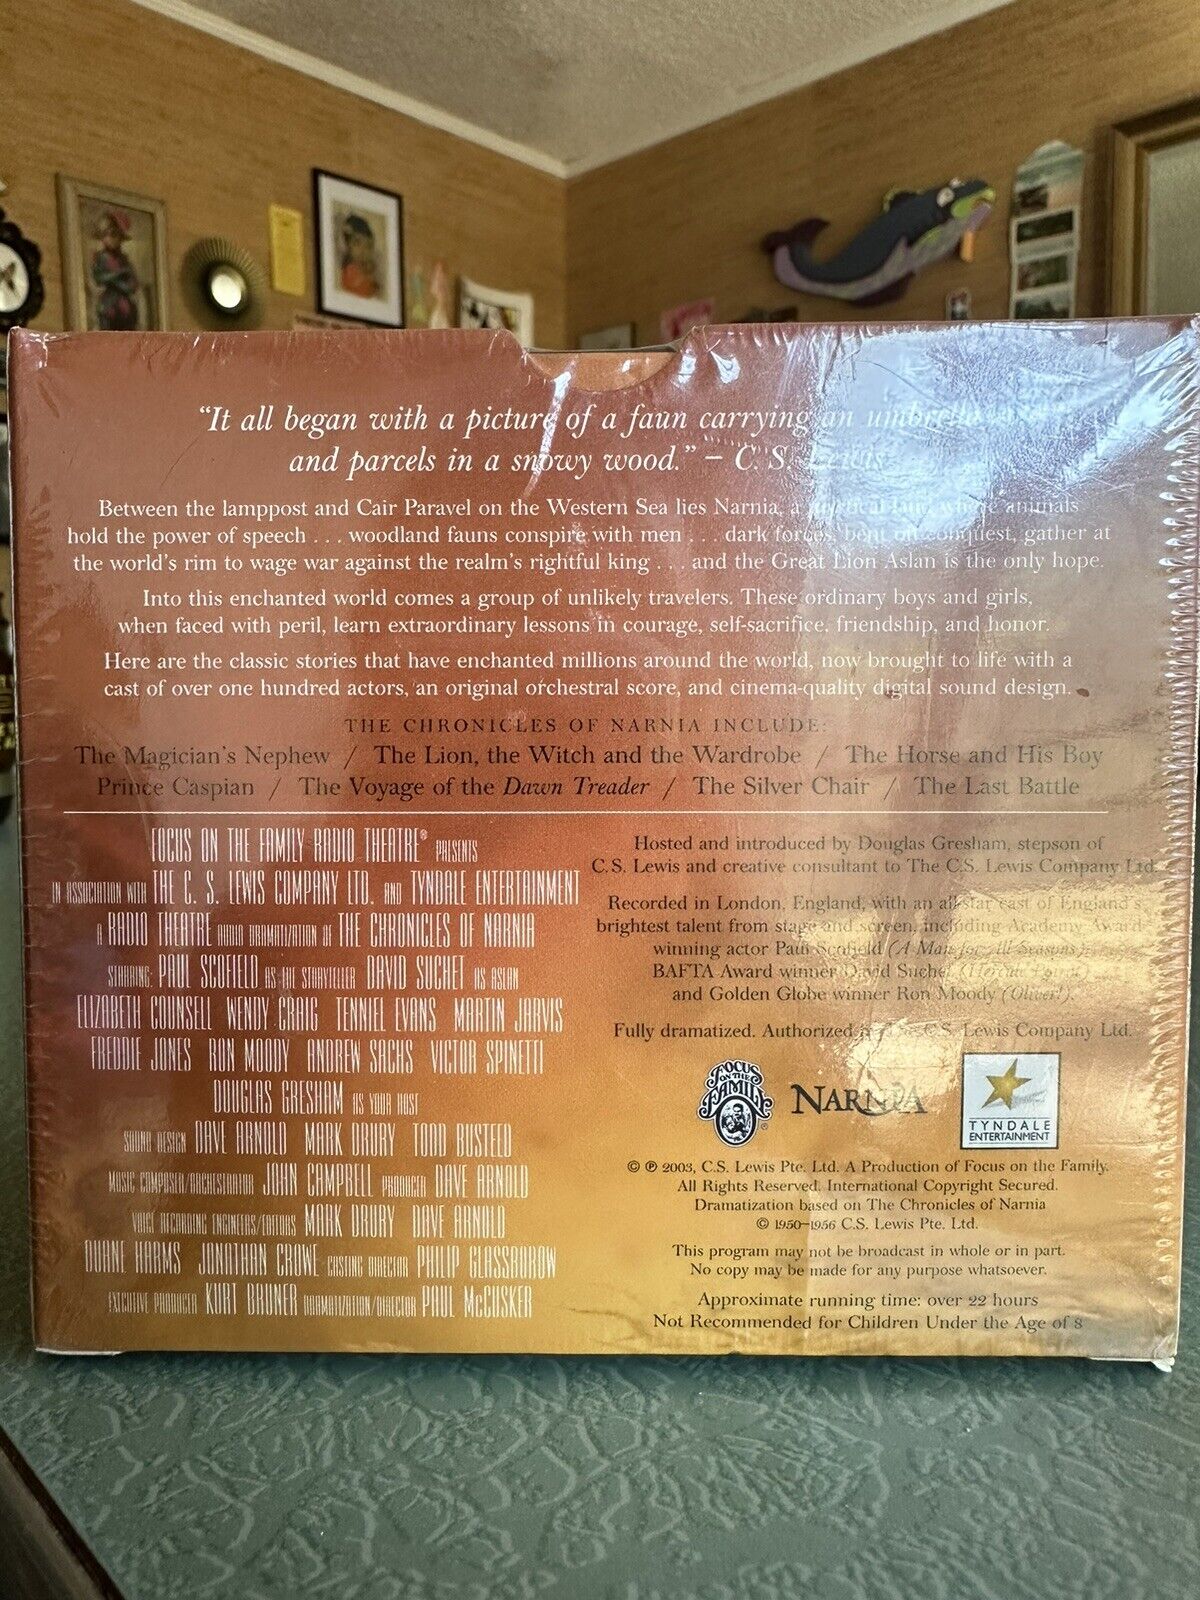 “It all began with a picture of a faun carrying an umbrella
and parcels in a snowy wood.” – C. S. Lewis
Between the lamppost and Cair Paravel on the Western Sea lies Narnia, a mystical land where animals
hold the power of speech . . . woodland fauns conspire with men . . . dark forces, bent on conquest, gather at
the world's rim to wage war against the realm's rightful king . . . and the Great Lion Aslan is the only hope.
Into this enchanted world comes a group of unlikely travelers. These ordinary boys and girls,
when faced with peril, learn extraordinary lessons in courage, self-sacrifice, friendship, and honor.
Here are the classic stories that have enchanted millions around the world, now brought to life with a
cast of over one hundred actors, an original orchestral score, and cinema-quality digital sound design.
THE CHRONICLES OF NARNIA INCLUDE:
The Magician's Nephew / The Lion, the Witch and the Wardrobe / The Horse and His Boy
Prince Caspian / The Voyage of the Dawn Treader / The Silver Chair / The Last Battle
FOCUS ON THE FAMILY RADIO THEATRE® PRESENTS
IN ASSOCIATION WITH THE C. S. LEWIS COMPANY LTD. AND TYNDALE ENTERTAINMENT
A RADIO THEATRE AUDIO DRAMATIZATION OF THE CHRONICLES OF NARNIA
STARRING: PAUL SCOFIELD AS THE STORYTELLER DAVID SUCHET AS ASLAN
ELIZABETH COUNSELL WENDY CRAIG TENNIEL EVANS MARTIN JARVIS
FREDDIE JONES RON MOODY ANDREW SACHS VICTOR SPINETTI
DOUGLAS GRESHAM AS YOUR HOST
SOUND DESIGN DAVE ARNOLD MARK DRURY TODD BUSTEED
MUSIC COMPOSER/ORCHESTRATOR JOHN CAMPBELL PRODUCER DAVE ARNOLD
VOICE RECORDING ENGINEERS/EDITORS MARK DRURY DAVE ARNOLD
DUANE HARMS JONATHAN CROWE CASTING DIRECTOR PHILIP GLASSBOROW
EXECUTIVE PRODUCER KURT BRUNER DRAMATIZATION/DIRECTOR PAUL McCUSKER
Hosted and introduced by Douglas Gresham, stepson of
C.S. Lewis and creative consultant to The C.S. Lewis Company Ltd.
Recorded in London, England, with an all-star cast of England's
brightest talent from stage and screen, including Academy Award-
winning actor Paul Scofield (A Man for All Seasons),
BAFTA Award winner David Suchet (Hercule Poirot),
and Golden Globe winner Ron Moody (Oliver!).
Fully dramatized. Authorized by The C.S. Lewis Company Ltd.
FOCUS
ON THE
FAMILY®
NARNIA
TYNDALE
ENTERTAINMENT
© ℗ 2003, C.S. Lewis Pte. Ltd. A Production of Focus on the Family.
All Rights Reserved. International Copyright Secured.
Dramatization based on The Chronicles of Narnia
© 1950–1956 C.S. Lewis Pte. Ltd.
This program may not be broadcast in whole or in part.
No copy may be made for any purpose whatsoever.
Approximate running time: over 22 hours
Not Recommended for Children Under the Age of 8